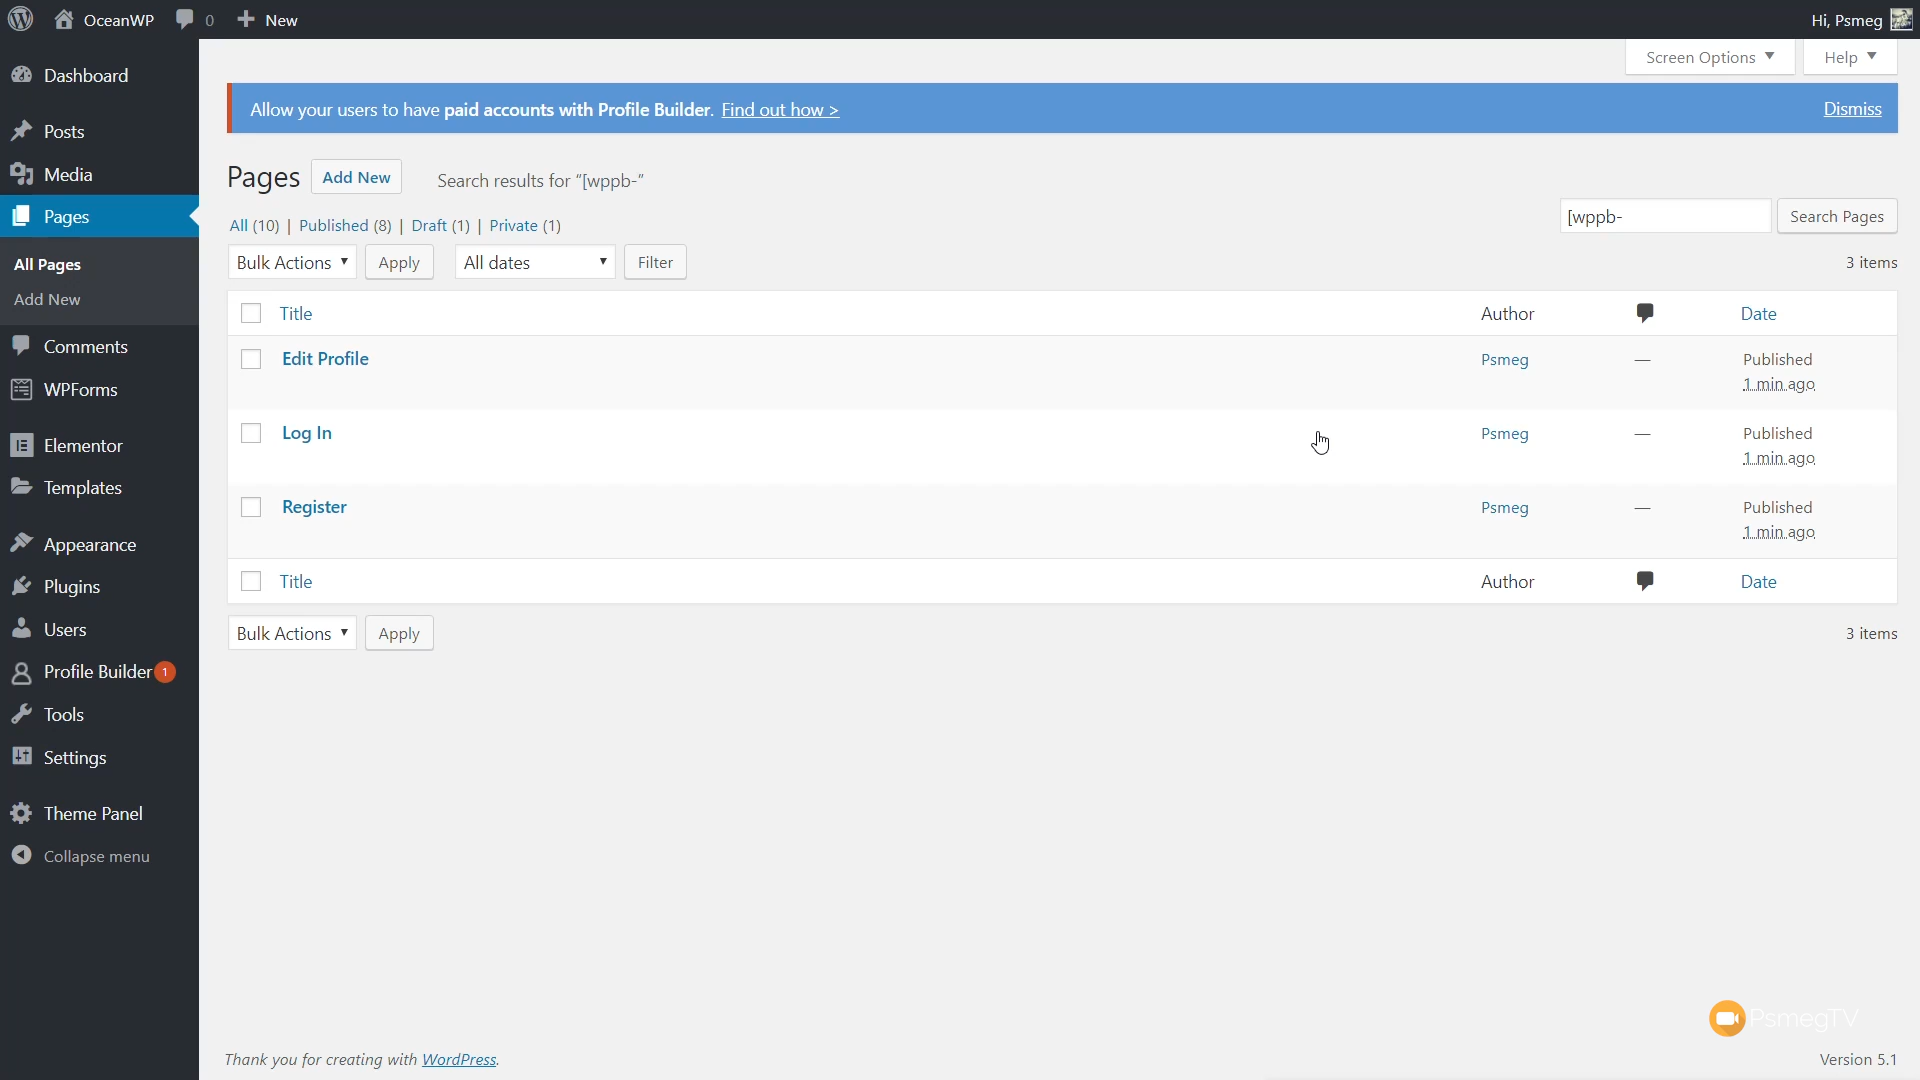 OceanWP 0 New Hi, Psmeg
Screen Options Help
Dashboard
Posts
Media
Pages
All Pages
Add New
Comments
WPForms
Elementor
Templates
Appearance
Plugins
Users
Profile Builder 1
Tools
Settings
Theme Panel
Collapse menu
Allow your users to have paid accounts with Profile Builder. Find out how > Dismiss
Pages Add New Search results for “[wppb-”
All (10) | Published (8) | Draft (1) | Private (1)
[wppb- Search Pages
Bulk Actions Apply All dates Filter 3 items
Title Author Date
Edit Profile Psmeg — Published
1 min ago
Log In Psmeg — Published
1 min ago
Register Psmeg — Published
1 min ago
Title Author Date
Bulk Actions Apply 3 items
PsmegTV
Thank you for creating with WordPress. Version 5.1